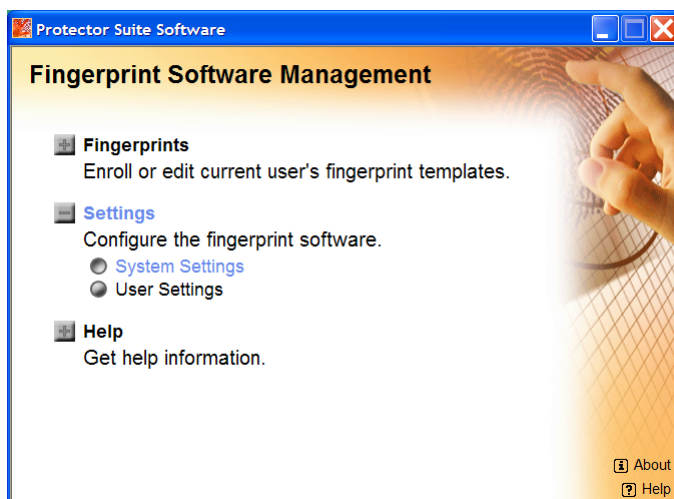 Protector Suite Software
Fingerprint Software Management
Fingerprints
Enroll or edit current user's fingerprint templates.
Settings
Configure the fingerprint software.
System Settings
User Settings
Help
Get help information.
About
Help